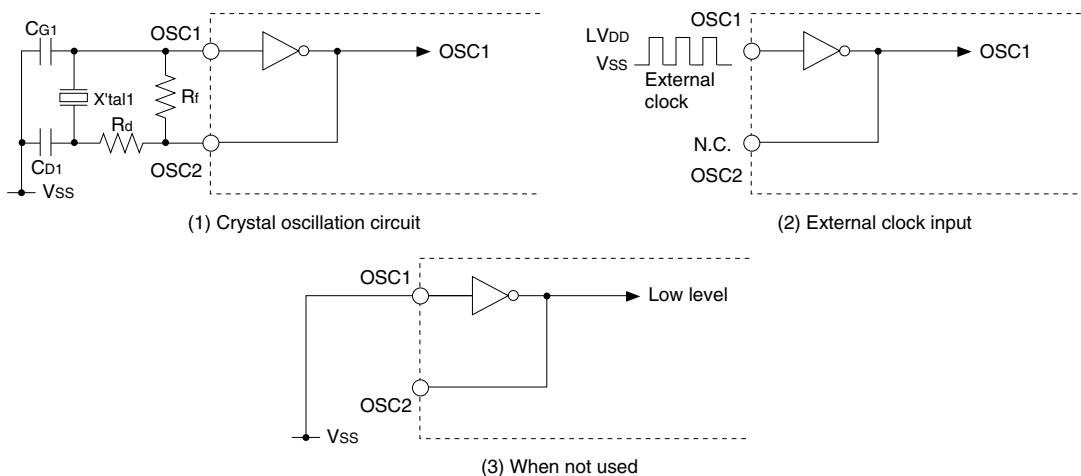 CG1
OSC1
OSC1
X'tal1
Rf
Rd
CD1
OSC2
VSS
(1) Crystal oscillation circuit
OSC1
LVDD
VSS
External
clock
OSC1
N.C.
OSC2
(2) External clock input
OSC1
Low level
OSC2
VSS
(3) When not used